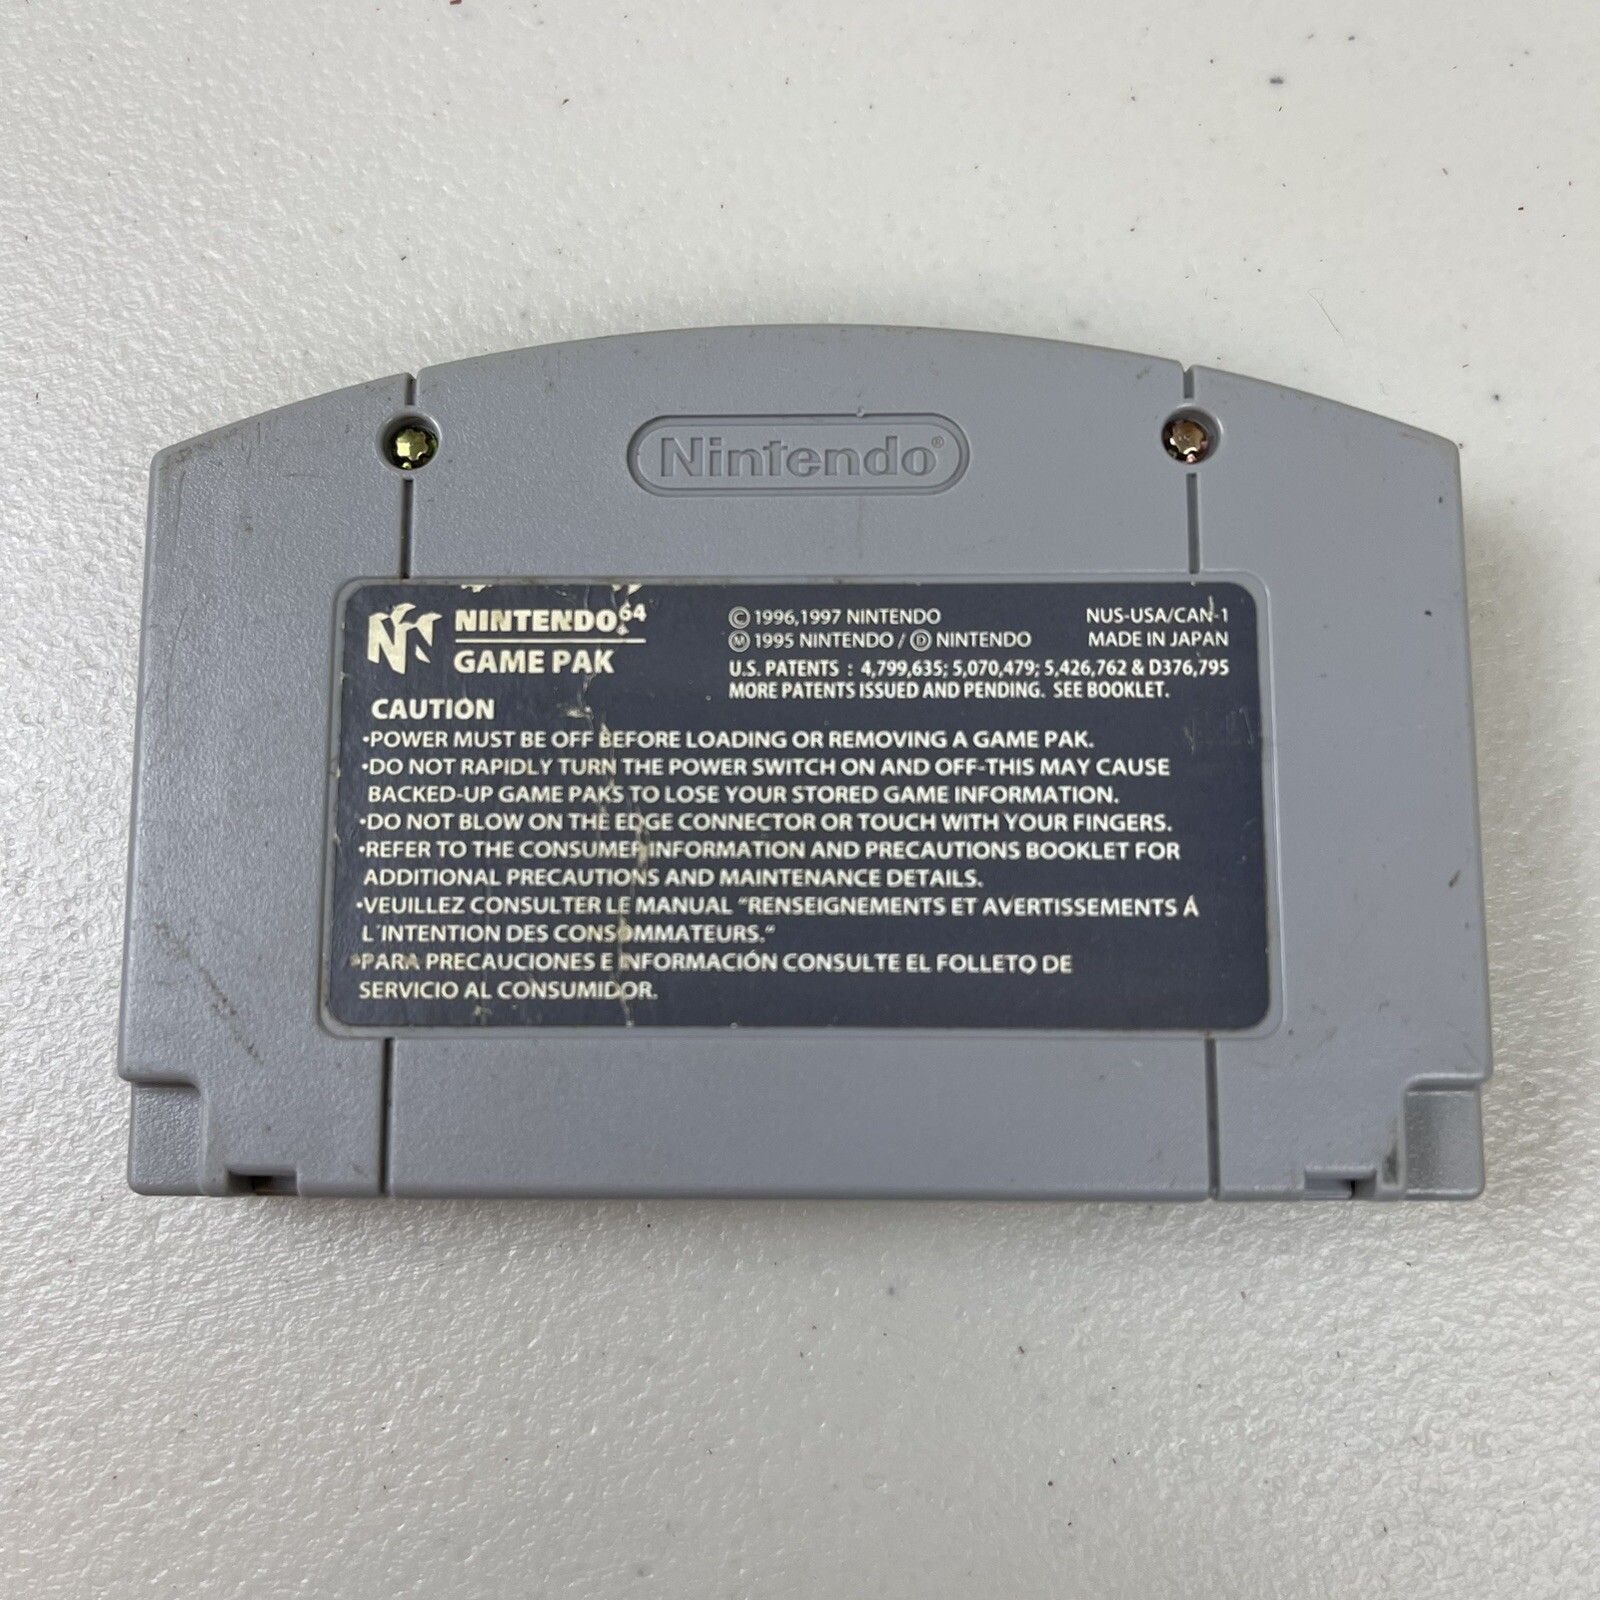 Nintendo®
NINTENDO⁶⁴
GAME PAK
© 1996,1997 NINTENDO
Ⓜ 1995 NINTENDO / Ⓓ NINTENDO
NUS-USA/CAN-1
MADE IN JAPAN
U.S. PATENTS : 4,799,635; 5,070,479; 5,426,762 & D376,795
MORE PATENTS ISSUED AND PENDING. SEE BOOKLET.
CAUTION
•POWER MUST BE OFF BEFORE LOADING OR REMOVING A GAME PAK.
•DO NOT RAPIDLY TURN THE POWER SWITCH ON AND OFF-THIS MAY CAUSE
BACKED-UP GAME PAKS TO LOSE YOUR STORED GAME INFORMATION.
•DO NOT BLOW ON THE EDGE CONNECTOR OR TOUCH WITH YOUR FINGERS.
•REFER TO THE CONSUMER INFORMATION AND PRECAUTIONS BOOKLET FOR
ADDITIONAL PRECAUTIONS AND MAINTENANCE DETAILS.
•VEUILLEZ CONSULTER LE MANUAL "RENSEIGNEMENTS ET AVERTISSEMENTS Á
L'INTENTION DES CONSOMMATEURS."
•PARA PRECAUCIONES E INFORMACIÓN CONSULTE EL FOLLETO DE
SERVICIO AL CONSUMIDOR.